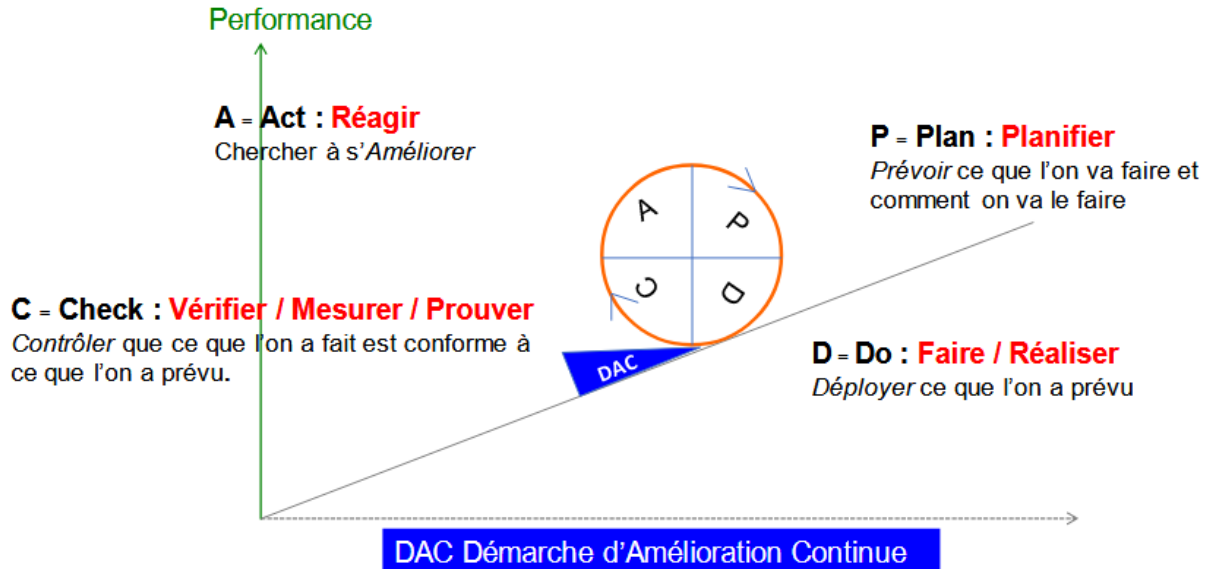 Performance
A = Act : Réagir
Chercher à s'Améliorer
P = Plan : Planifier
Prévoir ce que l'on va faire et
comment on va le faire
A
P
C
D
C = Check : Vérifier / Mesurer / Prouver
Contrôler que ce que l'on a fait est conforme à
ce que l'on a prévu.
DAC
D = Do : Faire / Réaliser
Déployer ce que l'on a prévu
DAC Démarche d'Amélioration Continue